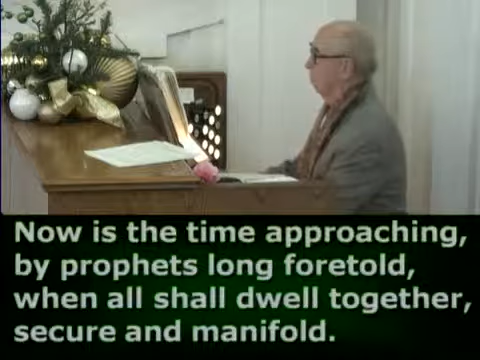 Now is the time approaching,
by prophets long foretold,
when all shall dwell together,
secure and manifold.